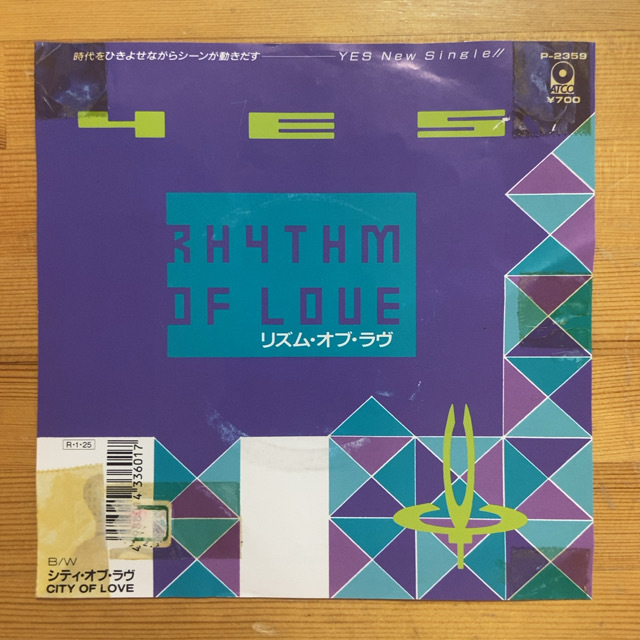 時代をひきよせながらシーンが動きだす——YES New Single!!
P-2359
ATCO
¥700
YES
RHYTHM
OF LOVE
リズム・オブ・ラヴ
R・1・25
4 336017
B/W
シティ・オブ・ラヴ
CITY OF LOVE